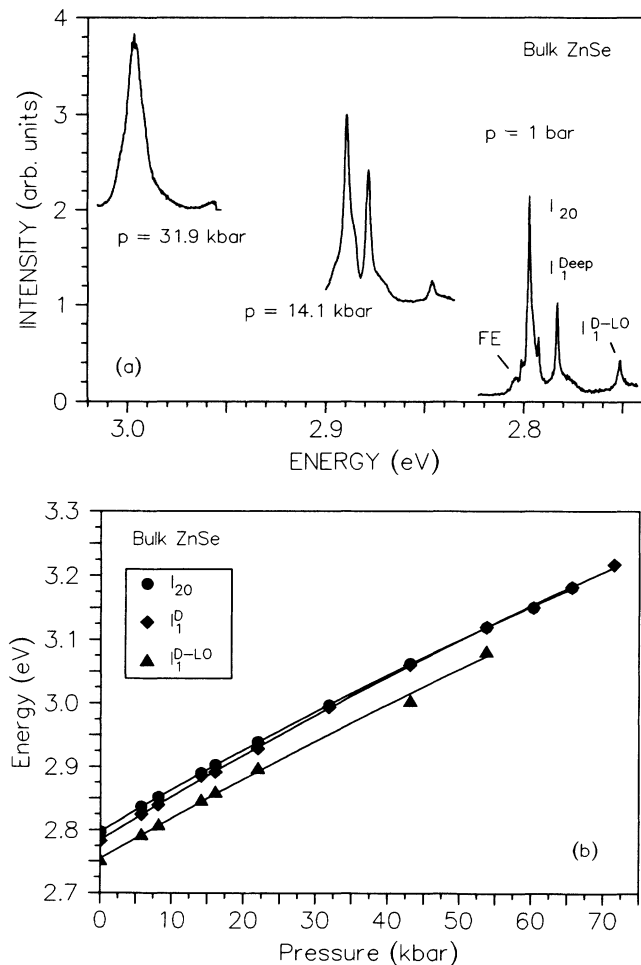 4
3
2
1
0
INTENSITY (arb. units)
Bulk ZnSe
p = 1 bar
p = 31.9 kbar
p = 14.1 kbar
I₂₀
I₁ᴰᵉᵉᵖ
I₁ᴰ⁻ᴸᴼ
FE
(a)
3.0
2.9
2.8
ENERGY (eV)
3.3
3.2
3.1
3.0
2.9
2.8
2.7
Energy (eV)
Bulk ZnSe
I₂₀
I₁ᴰ
I₁ᴰ⁻ᴸᴼ
(b)
0 10 20 30 40 50 60 70
Pressure (kbar)